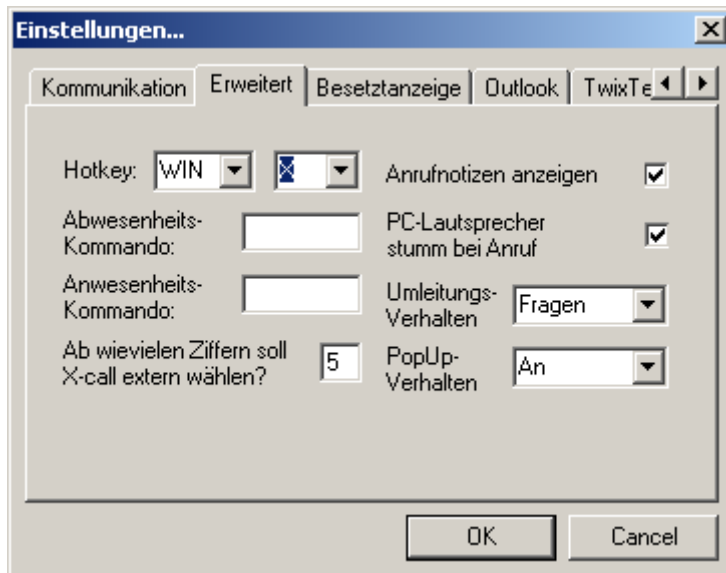 Einstellungen...
Kommunikation Erweitert Besetztanzeige Outlook TwixTe
Hotkey: WIN X Anrufnotizen anzeigen
Abwesenheits-
Kommando:
PC-Lautsprecher
stumm bei Anruf
Anwesenheits-
Kommando:
Umleitungs-
Verhalten
Fragen
Ab wievielen Ziffern soll
X-call extern wählen?
5
PopUp-
Verhalten
An
OK Cancel